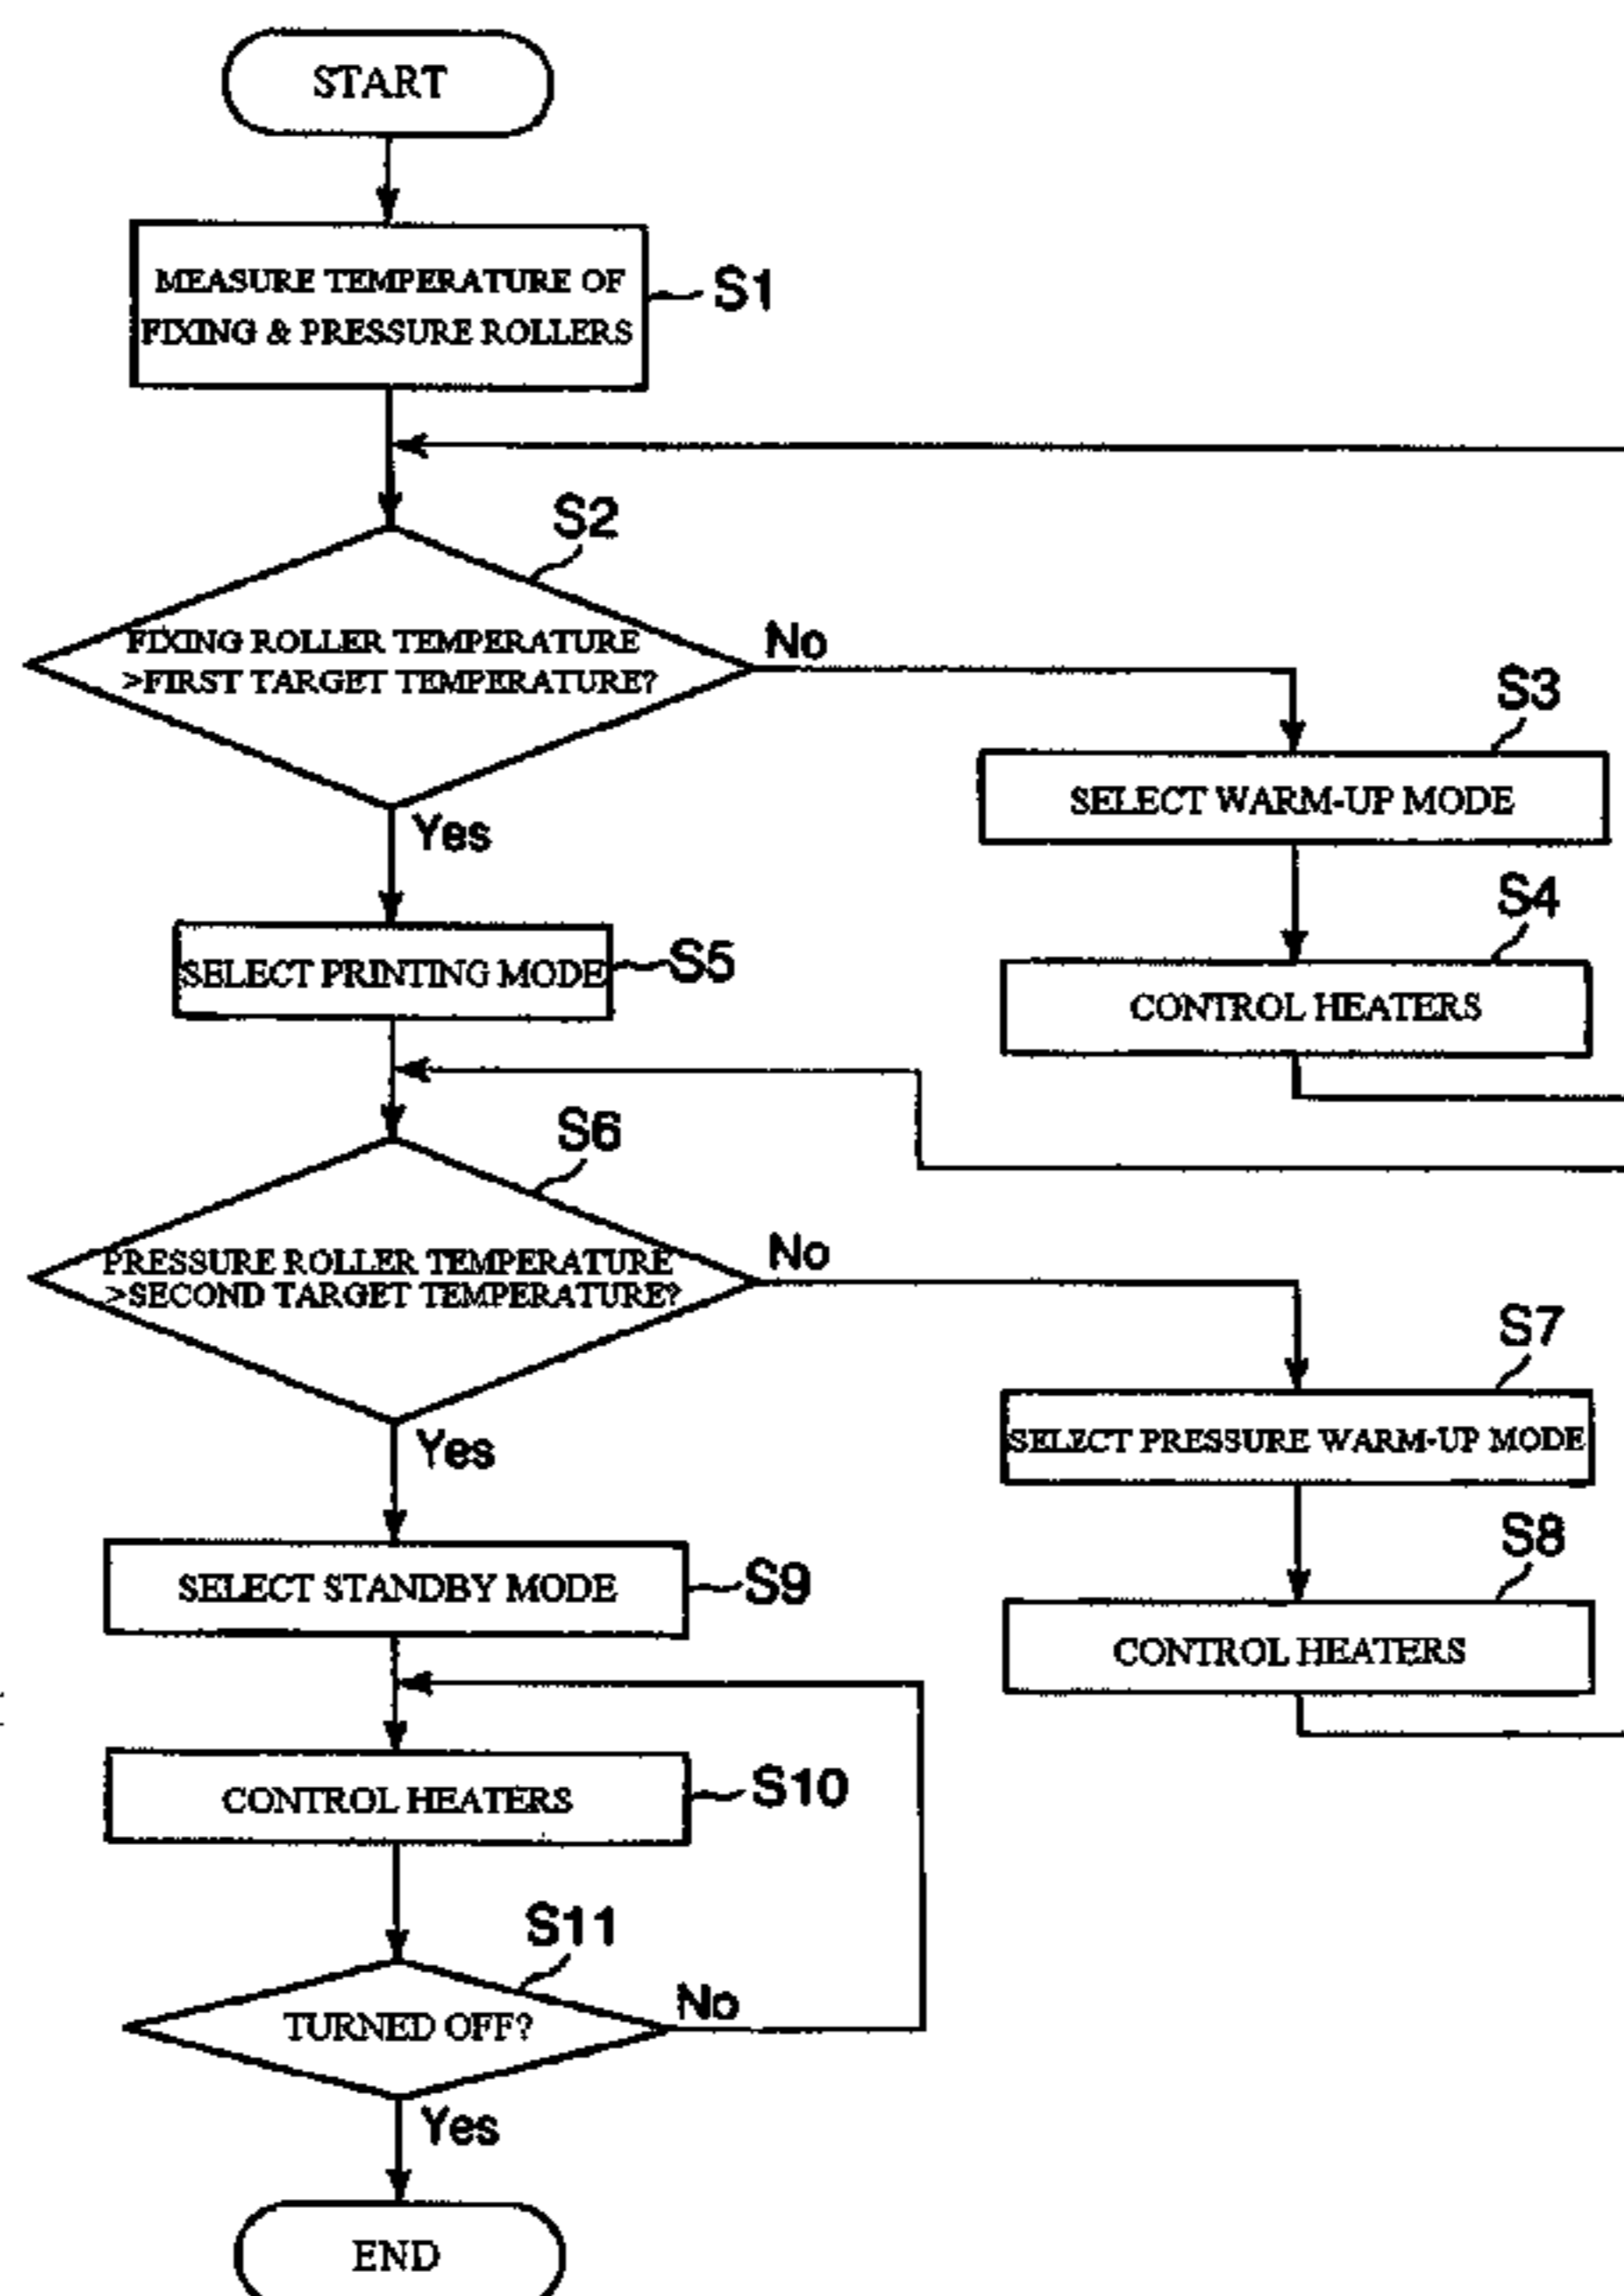 START
MEASURE TEMPERATURE OF
FIXING & PRESSURE ROLLERS
S1
S2
FIXING ROLLER TEMPERATURE
>FIRST TARGET TEMPERATURE?
No
S3
SELECT WARM-UP MODE
Yes
S4
CONTROL HEATERS
SELECT PRINTING MODE
S5
S6
PRESSURE ROLLER TEMPERATURE
>SECOND TARGET TEMPERATURE?
No
S7
SELECT PRESSURE WARM-UP MODE
Yes
S8
CONTROL HEATERS
SELECT STANDBY MODE
S9
CONTROL HEATERS
S10
S11
TURNED OFF?
No
Yes
END